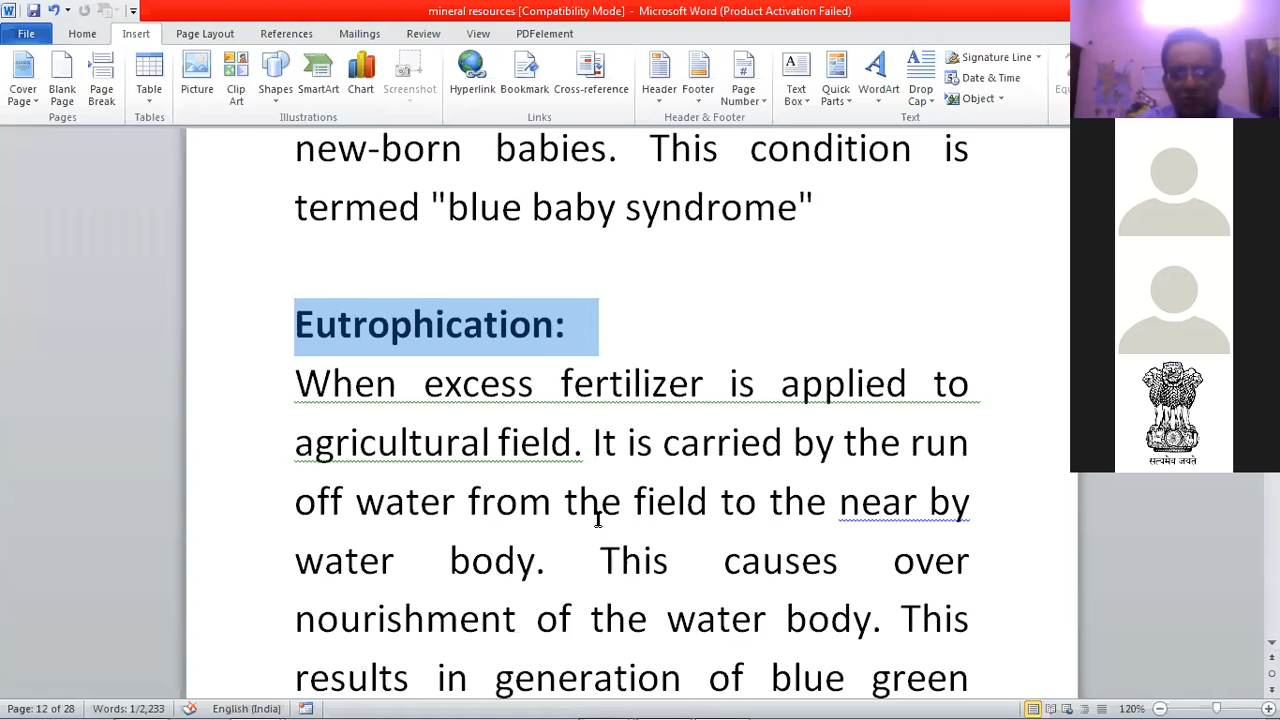 mineral resources [Compatibility Mode] - Microsoft Word (Product Activation Failed)
File Home Insert Page Layout References Mailings Review View PDFelement
Cover Page Blank Page Page Break Table Picture Clip Art Shapes SmartArt Chart Screenshot Hyperlink Bookmark Cross-reference Header Footer Page Number Text Box Quick Parts WordArt Drop Cap Signature Line
Date & Time
Object
Pages Tables Illustrations Links Header & Footer Text
new-born babies. This condition is
termed "blue baby syndrome"
Eutrophication:
When excess fertilizer is applied to
agricultural field. It is carried by the run
off water from the field to the near by
water body. This causes over
nourishment of the water body. This
results in generation of blue green
सत्यमेव जयते
Page: 12 of 28 Words: 1/2,233 English (India) 120%